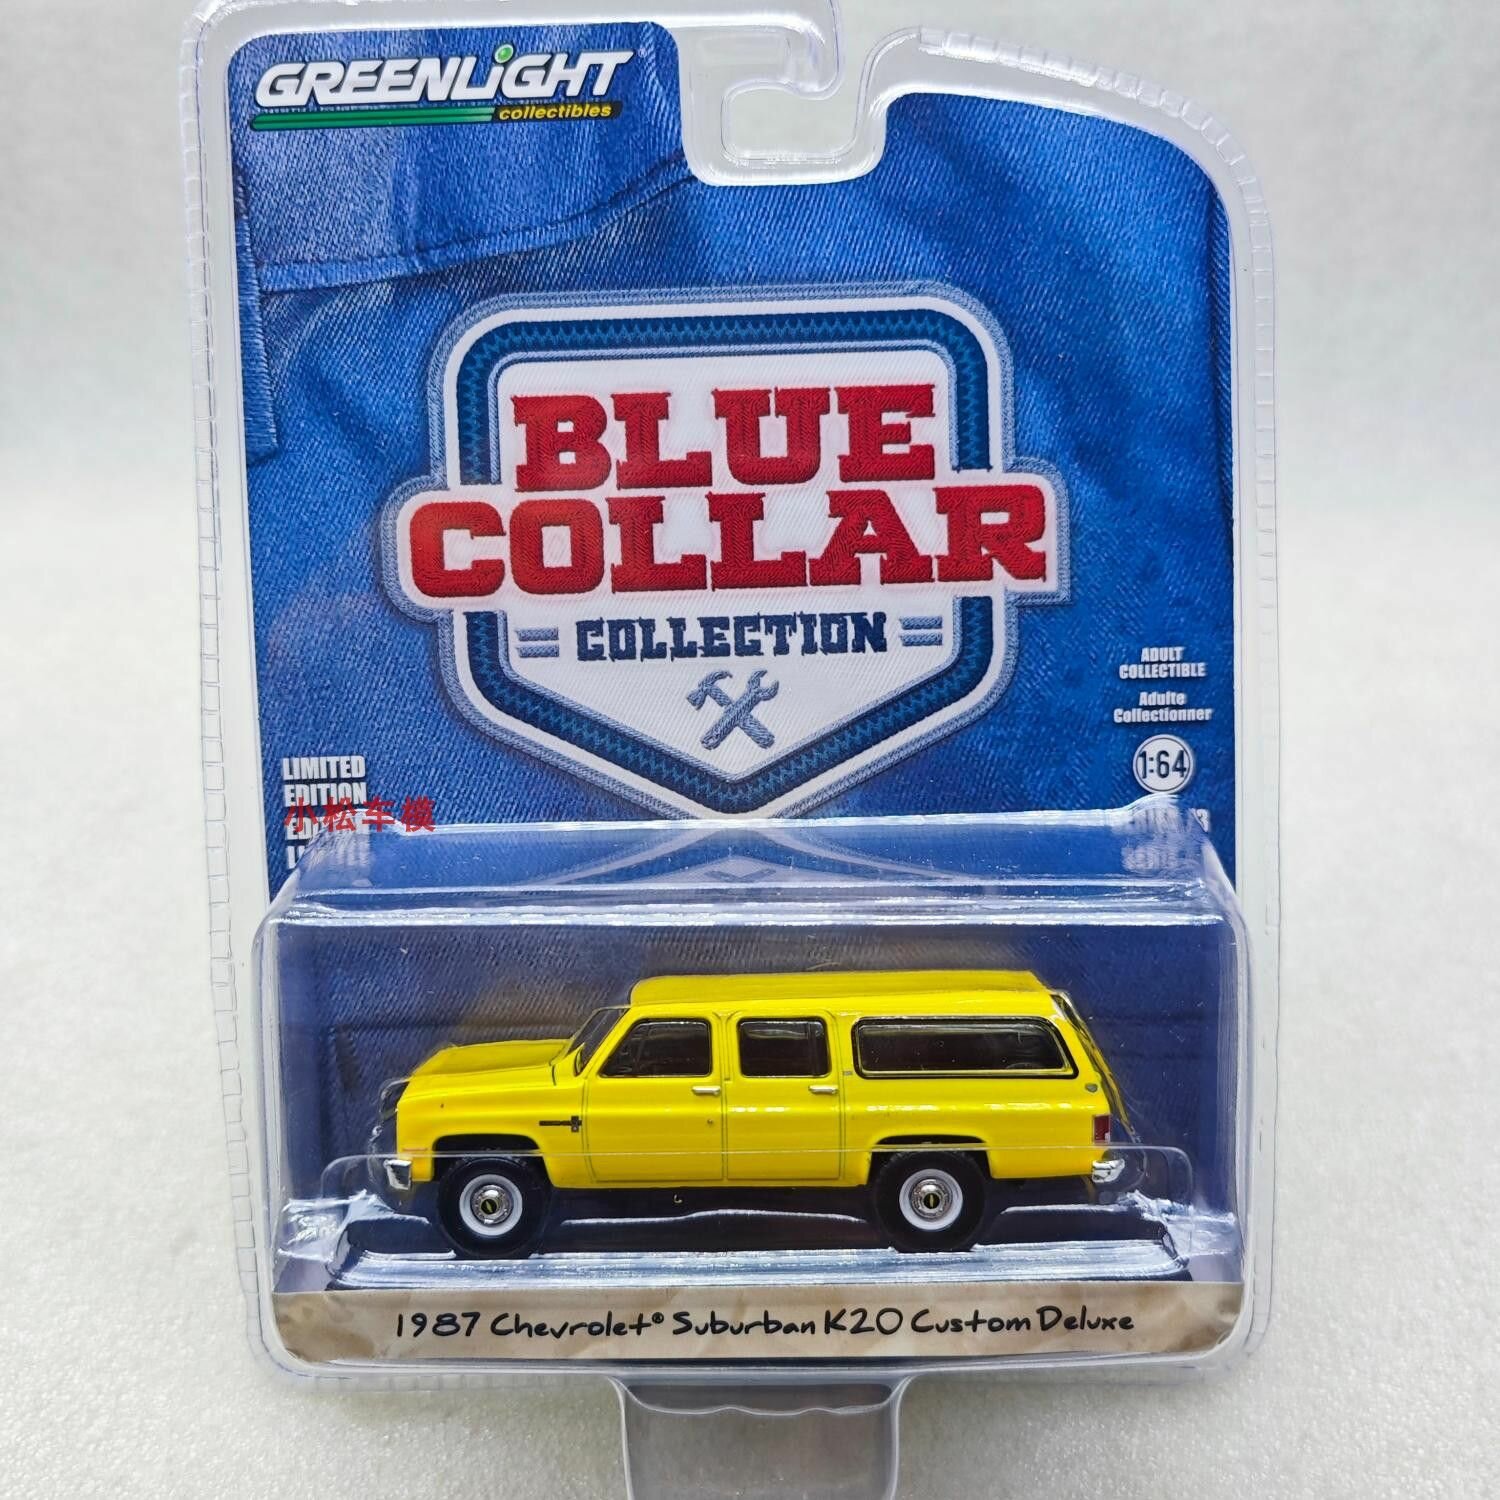 GREENLiGHT
collectibles
BLUE
COLLAR
COLLECTION
ADULT
COLLECTIBLE
Adulte
Collectionner
1:64
LIMITED
EDITION
小松车模
1987 Chevrolet® Suburban K20 Custom Deluxe